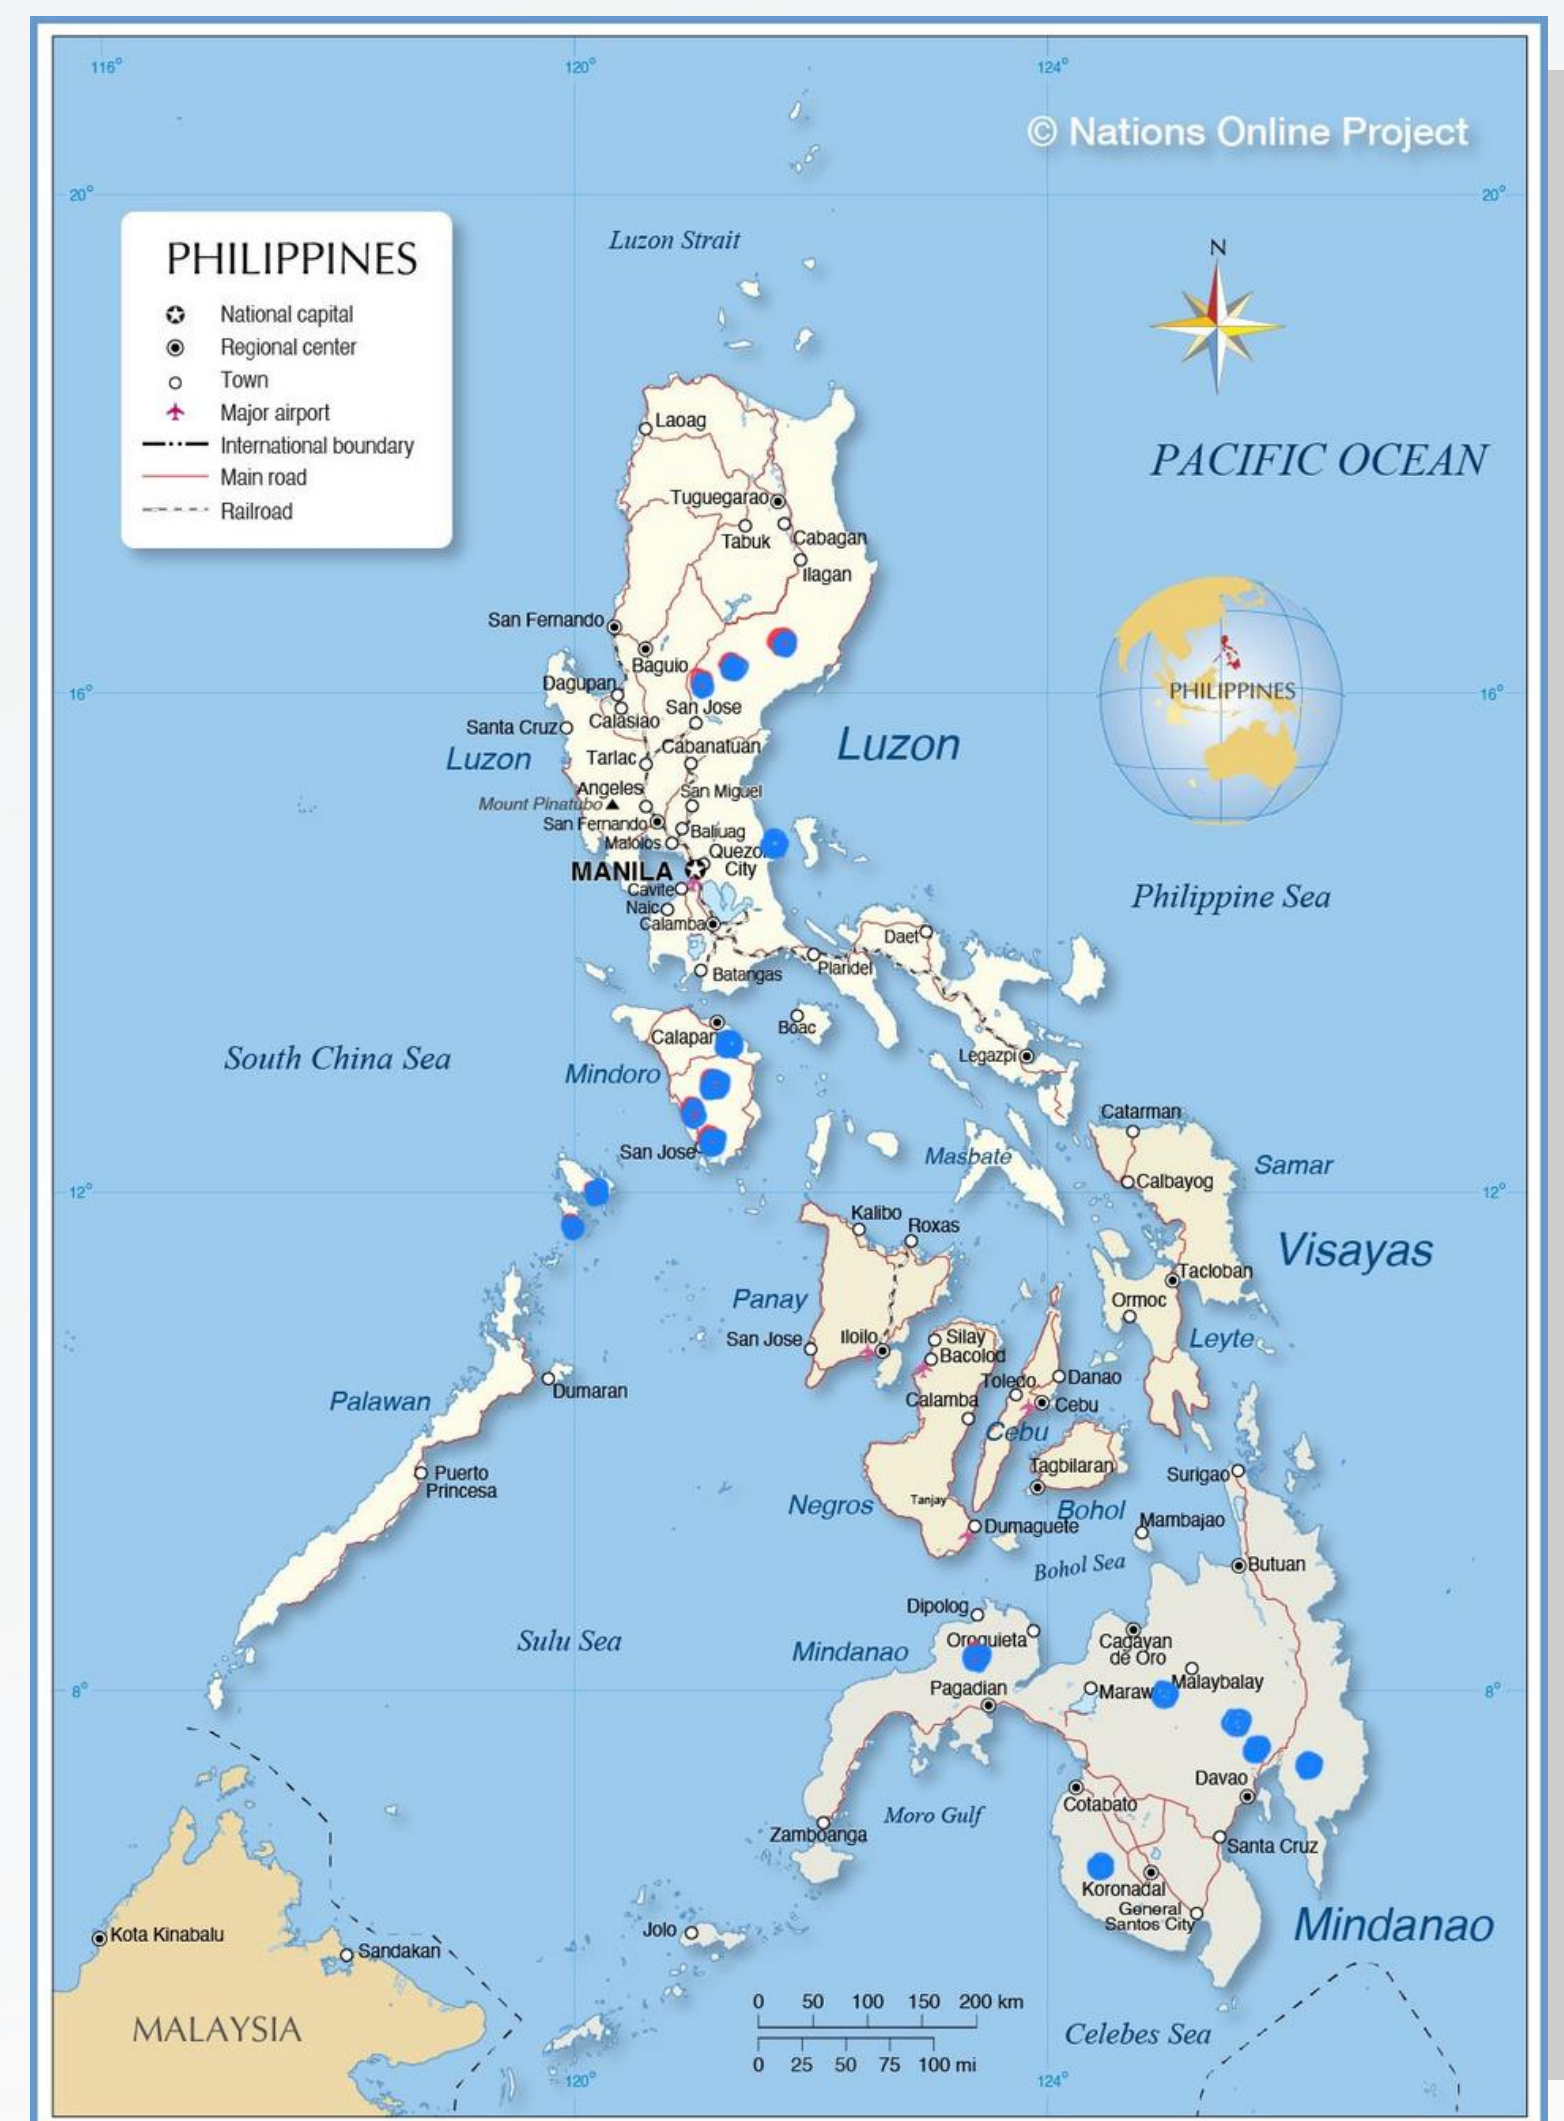 116°
120°
124°
© Nations Online Project
20°
20°
Luzon Strait
N
PHILIPPINES
National capital
Regional center
Town
Major airport
International boundary
Main road
Railroad
Laoag
PACIFIC OCEAN
Tuguegarao
Tabuk
Cabagan
Ilagan
San Fernando
Baguio
Dagupan
16°
16°
PHILIPPINES
San Jose
Calasiao
Santa Cruz
Luzon
Luzon
Cabanatuan
Tarlac
Angeles
San Miguel
Mount Pinatubo
San Fernando
Baliuag
Malolos
Quezo
City
MANILA
Cavite
Naic
Calamba
Philippine Sea
Daet
Plaridel
Batangas
Boac
Calapan
Legazpi
South China Sea
Mindoro
San Jose
Catarman
Masbate
Samar
Calbayog
12°
12°
Kalibo
Roxas
Visayas
Tacloban
Ormoc
Panay
San Jose
Iloilo
Silay
Bacolod
Leyte
Toledo
Danao
Dumaran
Palawan
Calamba
Cebu
Cebu
Puerto
Princesa
Tagbilaran
Surigao
Negros
Tanjay
Bohol
Dumaguete
Mambajao
Bohol Sea
Butuan
Dipolog
Sulu Sea
Mindanao
Oroquieta
Cagayan
de Oro
Malaybalay
Pagadian
Maraw
8°
8°
Davao
Cotabato
Moro Gulf
Zamboanga
Santa Cruz
Koronadal
General
Santos City
Mindanao
Jolo
Kota Kinabalu
Sandakan
MALAYSIA
0 50 100 150 200 km
0 25 50 75 100 mi
Celebes Sea
120°
124°